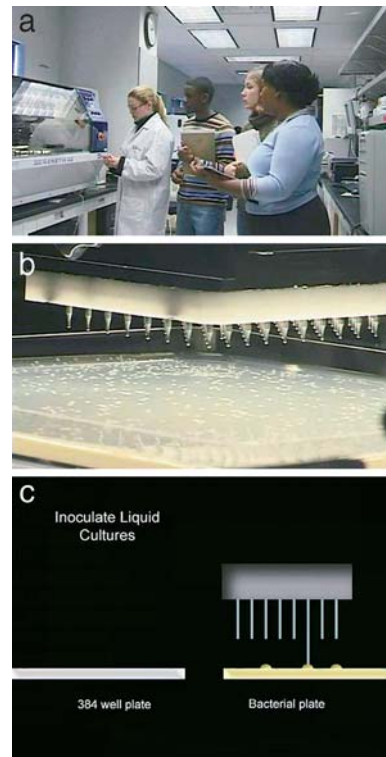 a
b
c
Inoculate Liquid
Cultures
384 well plate
Bacterial plate